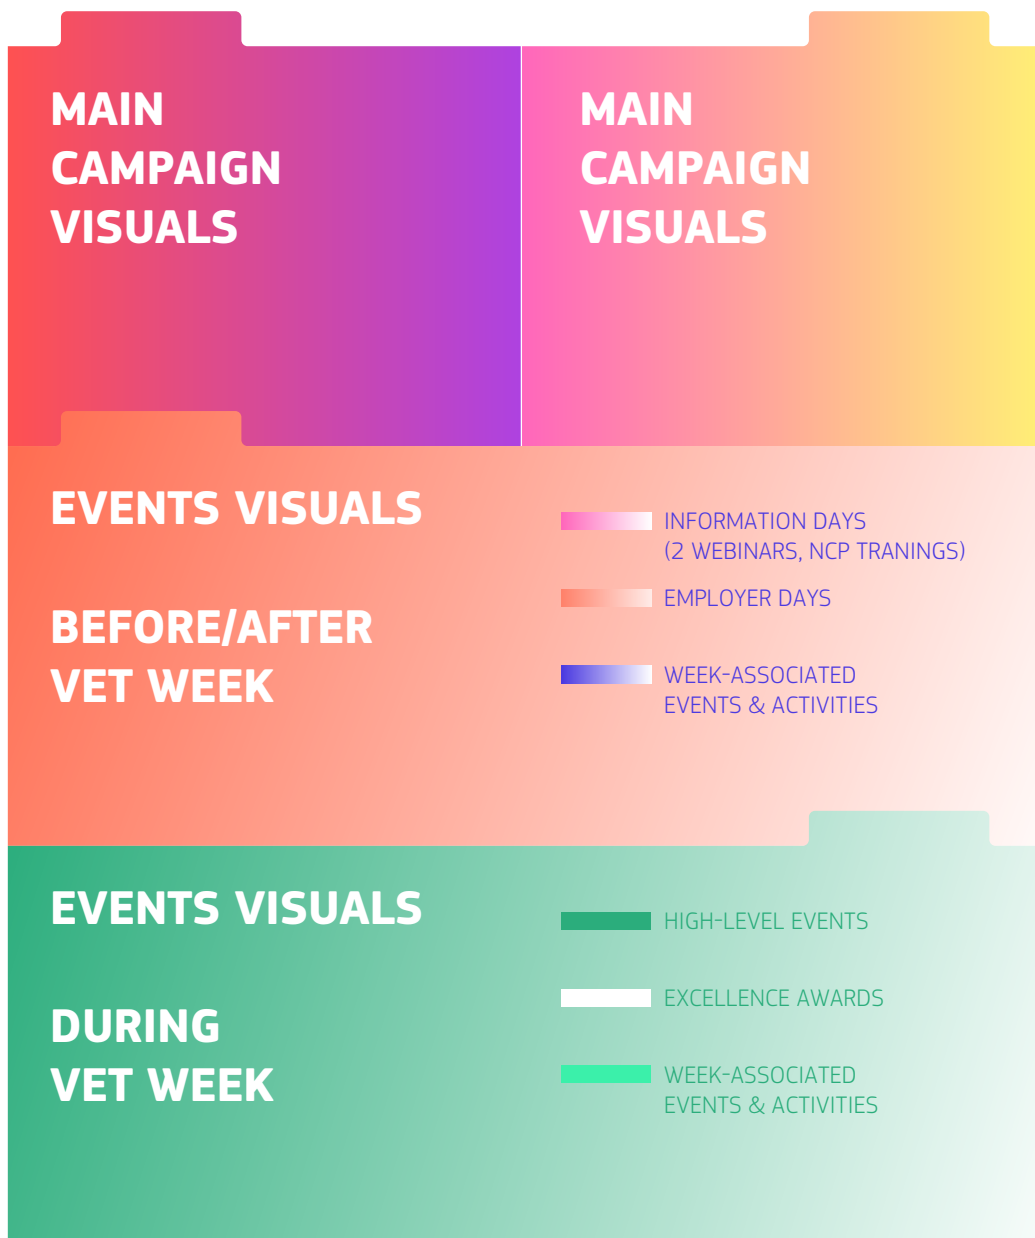 MAIN
CAMPAIGN
VISUALS
MAIN
CAMPAIGN
VISUALS
EVENTS VISUALS
BEFORE/AFTER
VET WEEK
INFORMATION DAYS
(2 WEBINARS, NCP TRANINGS)
EMPLOYER DAYS
WEEK-ASSOCIATED
EVENTS & ACTIVITIES
EVENTS VISUALS
DURING
VET WEEK
HIGH-LEVEL EVENTS
EXCELLENCE AWARDS
WEEK-ASSOCIATED
EVENTS & ACTIVITIES